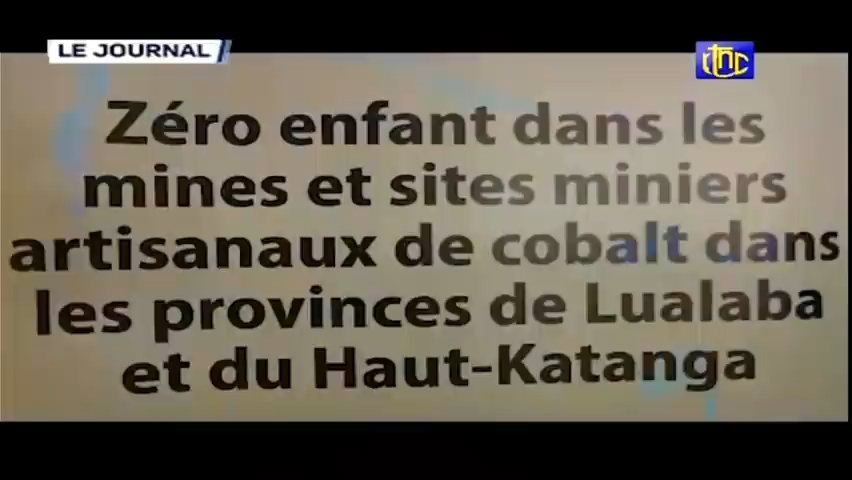 LE JOURNAL
rtnc
Zéro enfant dans les
mines et sites miniers
artisanaux de cobalt dans
les provinces de Lualaba
et du Haut-Katanga